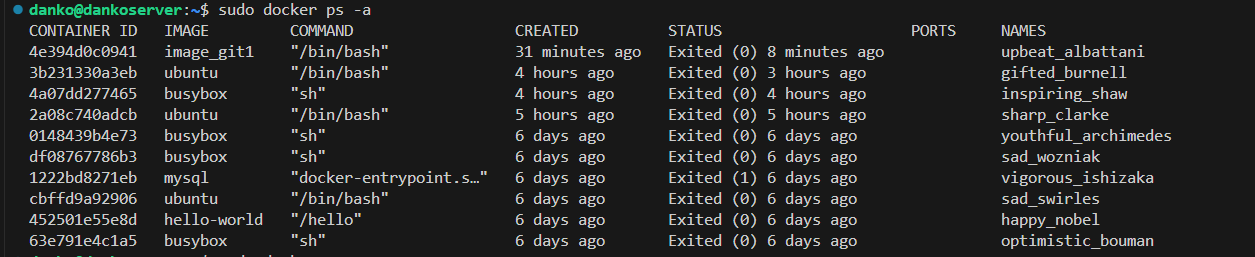 danko@dankoserver:~$ sudo docker ps -a
CONTAINER ID IMAGE COMMAND CREATED STATUS PORTS NAMES
4e394d0c0941 image_git1 "/bin/bash" 31 minutes ago Exited (0) 8 minutes ago upbeat_albattani
3b231330a3eb ubuntu "/bin/bash" 4 hours ago Exited (0) 3 hours ago gifted_burnell
4a07dd277465 busybox "sh" 4 hours ago Exited (0) 4 hours ago inspiring_shaw
2a08c740adcb ubuntu "/bin/bash" 5 hours ago Exited (0) 5 hours ago sharp_clarke
0148439b4e73 busybox "sh" 6 days ago Exited (0) 6 days ago youthful_archimedes
df08767786b3 busybox "sh" 6 days ago Exited (0) 6 days ago sad_wozniak
1222bd8271eb mysql "docker-entrypoint.s…" 6 days ago Exited (1) 6 days ago vigorous_ishizaka
cbffd9a92906 ubuntu "/bin/bash" 6 days ago Exited (0) 6 days ago sad_swirles
452501e55e8d hello-world "/hello" 6 days ago Exited (0) 6 days ago happy_nobel
63e791e4c1a5 busybox "sh" 6 days ago Exited (0) 6 days ago optimistic_bouman